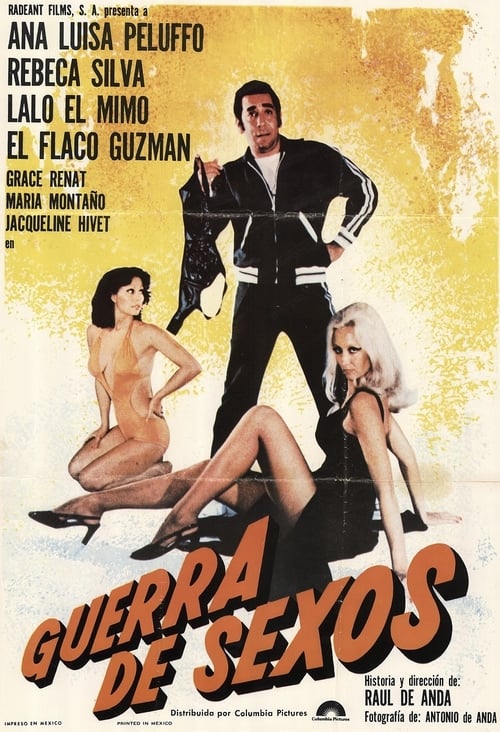 RADEANT FILMS, S. A. presenta a
ANA LUISA PELUFFO
REBECA SILVA
LALO EL MIMO
EL FLACO GUZMAN
GRACE RENAT
MARIA MONTAÑO
JACQUELINE HIVET
en
GUERRA
DE SEXOS
Historia y dirección de:
RAUL DE ANDA
Fotografía de: ANTONIO DE ANDA
Distribuida por Columbia Pictures
Columbia Pictures
IMPRESO EN MEXICO
PRINTED IN MEXICO